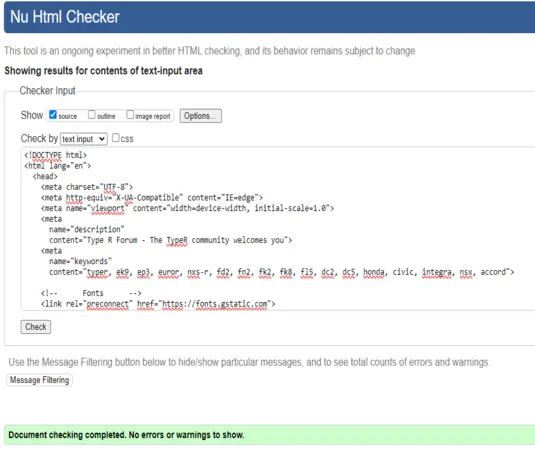 Nu Html Checker
This tool is an ongoing experiment in better HTML checking, and its behavior remains subject to change
Showing results for contents of text-input area
Checker Input
Show source outline image report Options...
Check by text input css
<!DOCTYPE html>
<html lang="en">
<head>
<meta charset="UTF-8">
<meta http-equiv="X-UA-Compatible" content="IE=edge">
<meta name="viewport" content="width=device-width, initial-scale=1.0">
<meta
name="description"
content="Type R Forum - The TypeR community welcomes you">
<meta
name="keywords"
content="typer, ek9, ep3, euror, nxs-r, fd2, fn2, fk2, fk8, fl5, dc2, dc5, honda, civic, integra, nsx, accord">
<!-- Fonts -->
<link rel="preconnect" href="https://fonts.gstatic.com">
Check
Use the Message Filtering button below to hide/show particular messages, and to see total counts of errors and warnings.
Message Filtering
Document checking completed. No errors or warnings to show.